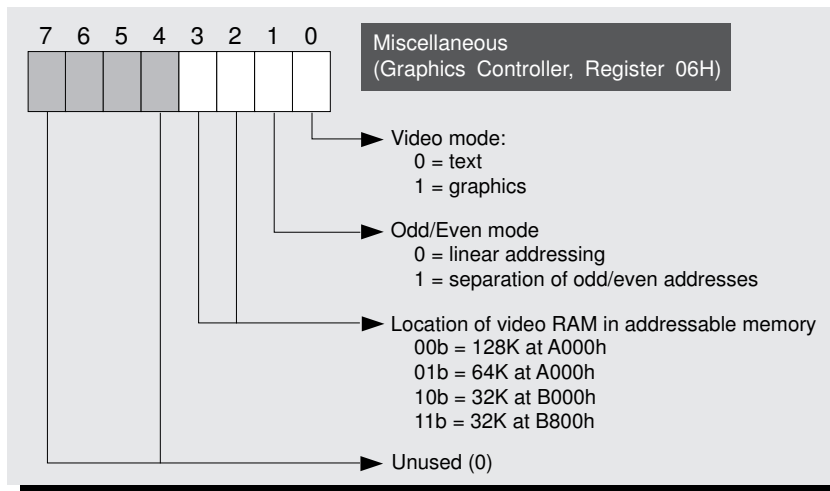 7 6 5 4 3 2 1 0
Miscellaneous
(Graphics Controller, Register 06H)
Video mode:
0 = text
1 = graphics
Odd/Even mode
0 = linear addressing
1 = separation of odd/even addresses
Location of video RAM in addressable memory
00b = 128K at A000h
01b = 64K at A000h
10b = 32K at B000h
11b = 32K at B800h
Unused (0)